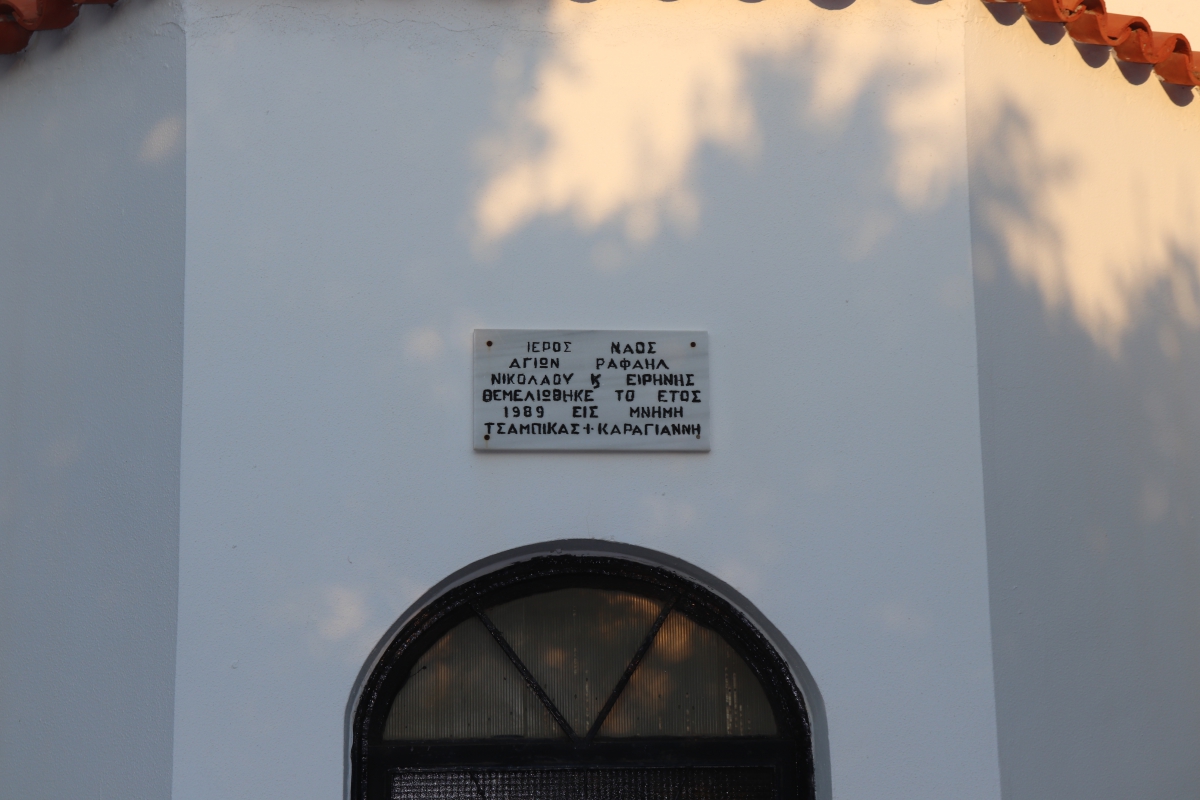 ΙΕΡΟΣ ΝΑΟΣ
ΑΓΙΩΝ ΡΑΦΑΗΛ
ΝΙΚΟΛΑΟΥ Ϗ ΕΙΡΗΝΗΣ
ΘΕΜΕΛΙΩΘΗΚΕ ΤΟ ΕΤΟΣ
1989 ΕΙΣ ΜΝΗΜΗ
ΤΣΑΜΠΙΚΑΣ + ΚΑΡΑΓΙΑΝΝΗ